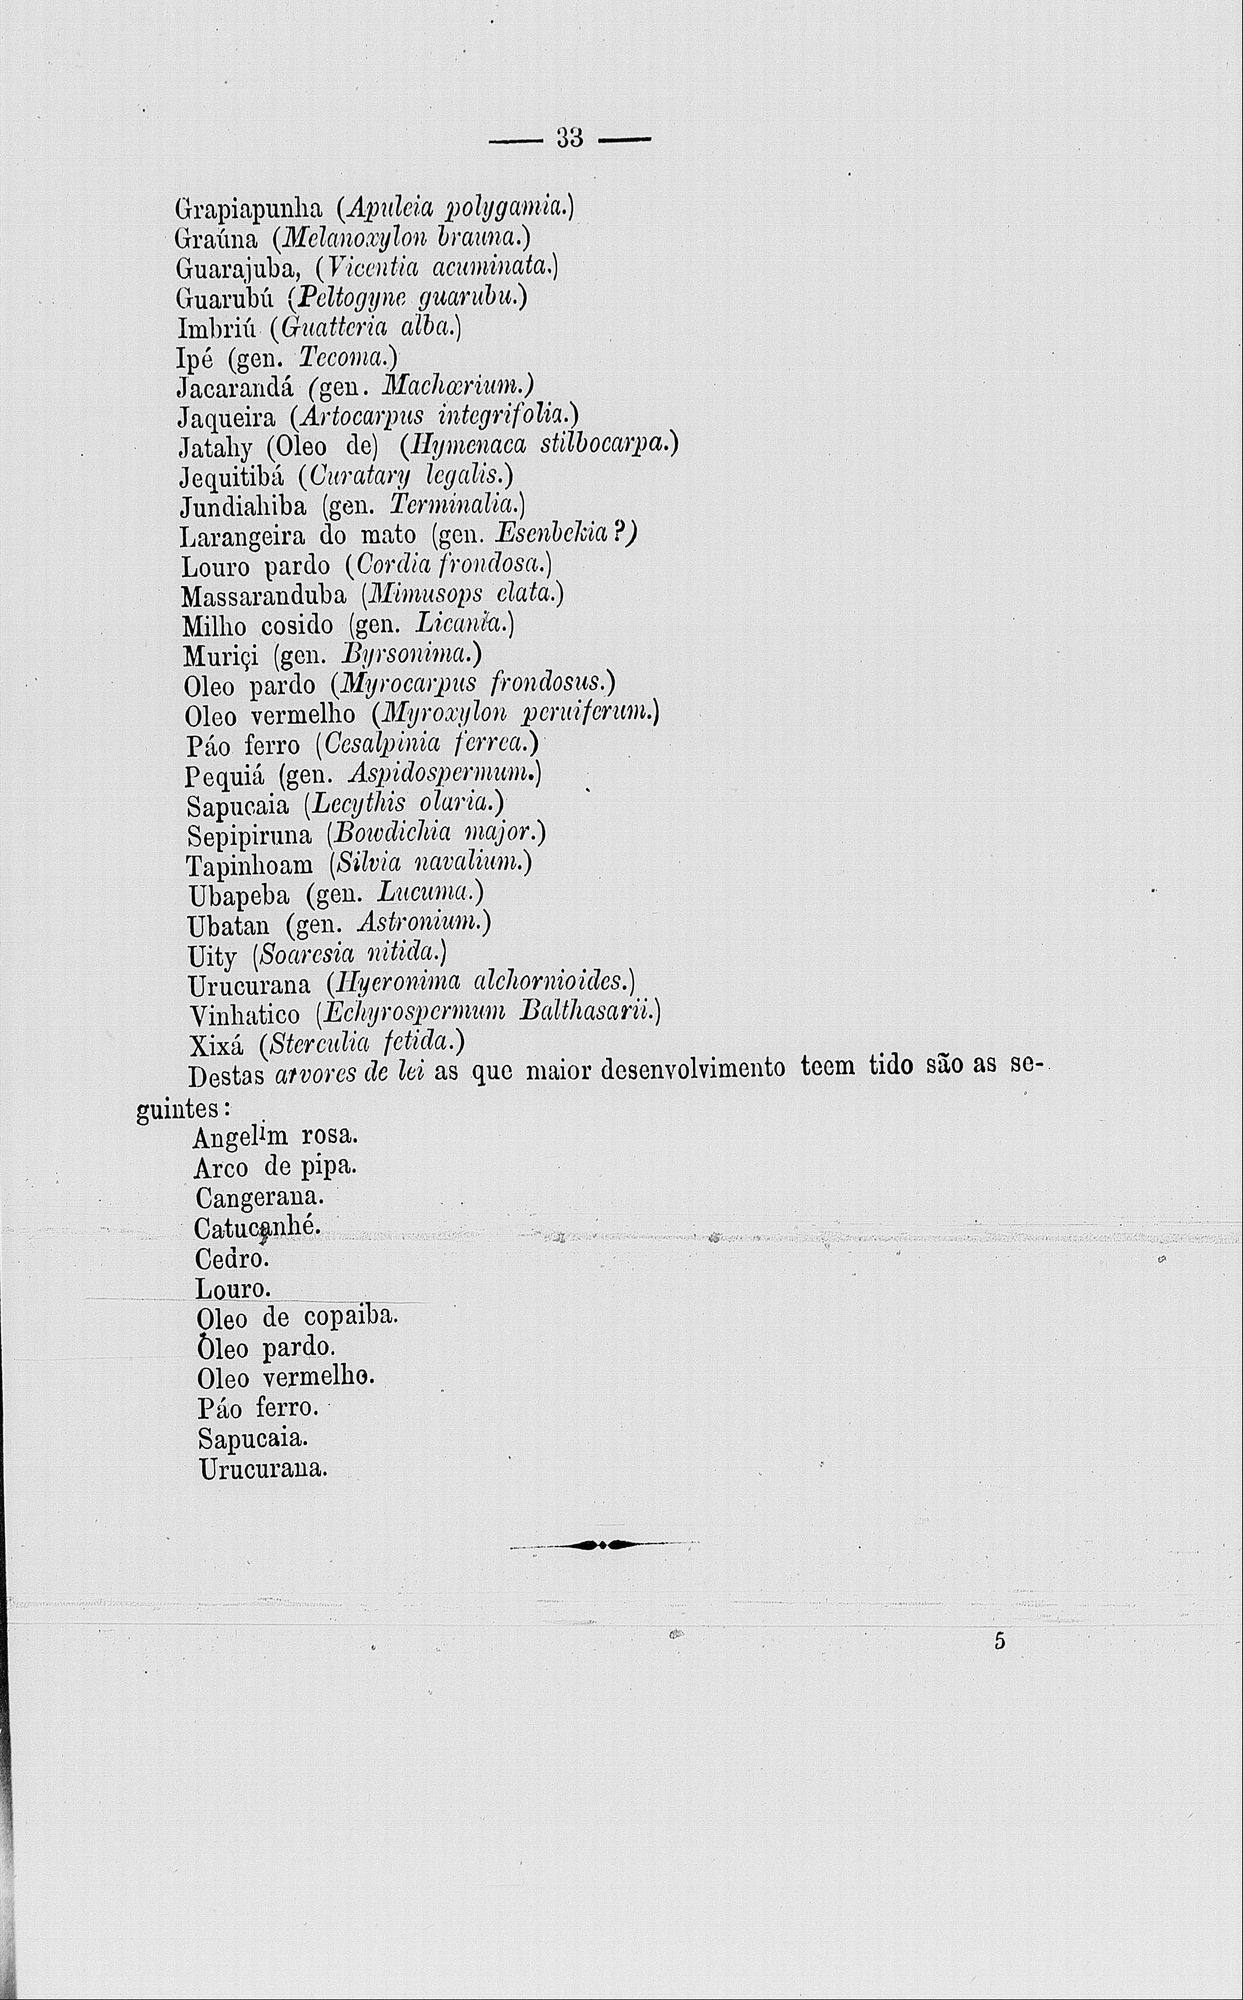 — 33 —
Grapiapunha (Apuleia polygamia.)
Graúna (Melanoxylon brauna.)
Guarajuba, (Vicentia acuminata.)
Guarubú (Peltogyne guarubu.)
Imbriú (Guatteria alba.)
Ipé (gen. Tecoma.)
Jacarandá (gen. Machœrium.)
Jaqueira (Artocarpus integrifolia.)
Jatahy (Oleo de) (Hymenaca stilbocarpa.)
Jequitibá (Curatary legalis.)
Jundiahiba (gen. Terminalia.)
Larangeira do mato (gen. Esenbekia?)
Louro pardo (Cordia frondosa.)
Massaranduba (Mimusops elata.)
Milho cosido (gen. Licania.)
Muriçi (gen. Byrsonima.)
Oleo pardo (Myrocarpus frondosus.)
Oleo vermelho (Myroxylon peruiferum.)
Páo ferro (Cesalpinia ferrea.)
Pequiá (gen. Aspidospermum.)
Sapucaia (Lecythis olaria.)
Sepipiruna (Bowdichia major.)
Tapinhoam (Silvia navalium.)
Ubapeba (gen. Lucuma.)
Ubatan (gen. Astronium.)
Uity (Soaresia nitida.)
Urucurana (Hyeronima alchornioides.)
Vinhatico (Echyrospermum Balthasarii.)
Xixá (Sterculia fetida.)
Destas arvores de lei as que maior desenvolvimento teem tido são as se-
guintes:
Angelim rosa.
Arco de pipa.
Cangerana.
Catucanhé.
Cedro.
Louro.
Oleo de copaiba.
Oleo pardo.
Oleo vermelho.
Páo ferro.
Sapucaia.
Urucurana.
5